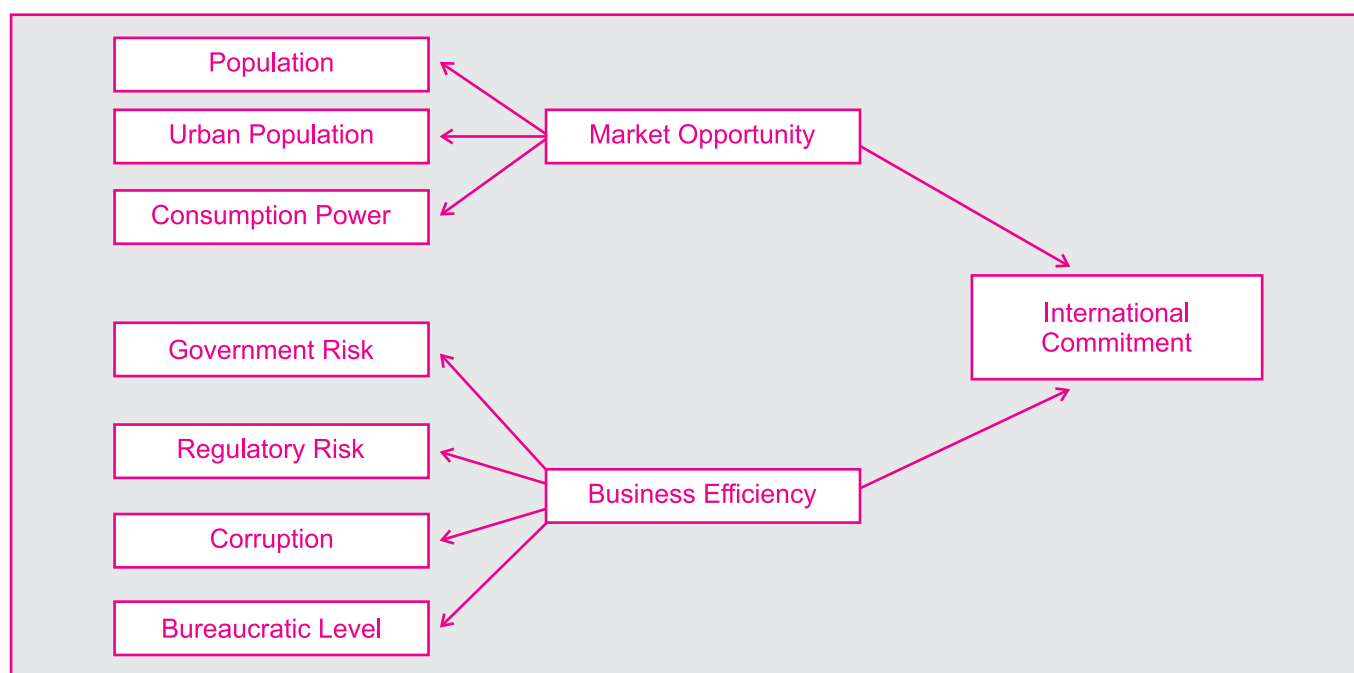 Population
Urban Population
Consumption Power
Market Opportunity
International
Commitment
Government Risk
Regulatory Risk
Corruption
Bureaucratic Level
Business Efficiency